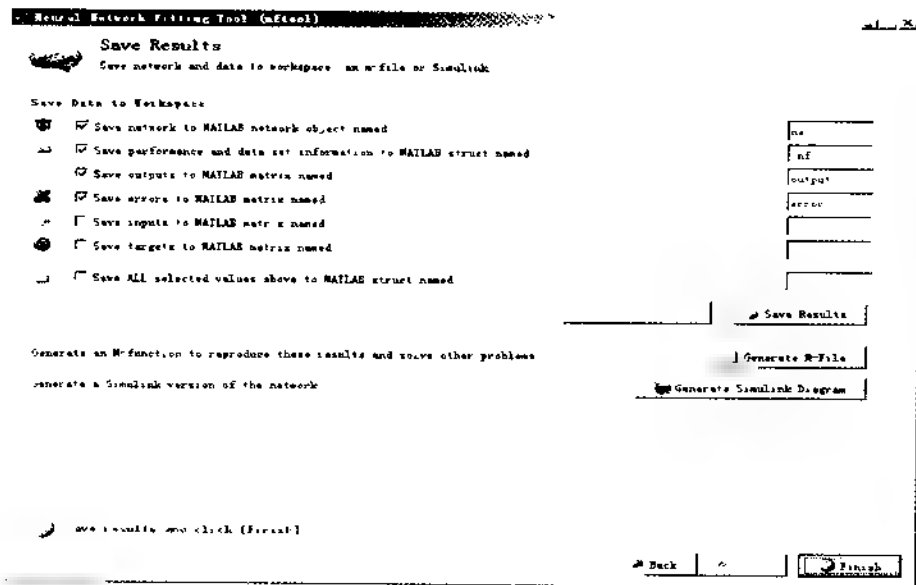 Neural Network Fitting Tool (nftool)
Save Results
Save network and data to workspace an m-file or Simulink
Save Data to Workspace
Save network to MATLAB network object named
ne
Save performance and data set information to MATLAB struct named
nf
Save outputs to MATLAB matrix named
output
Save errors to MATLAB matrix named
error
Save inputs to MATLAB matr x named
Save targets to MATLAB matrix named
Save ALL selected values above to MATLAB struct named
Save Results
Generate an M-function to reproduce these results and solve other problems
Generate M-File
enerate a Simulink version of the network
Generate Simulink Diagram
ave results and click [Finish]
Back
Finish